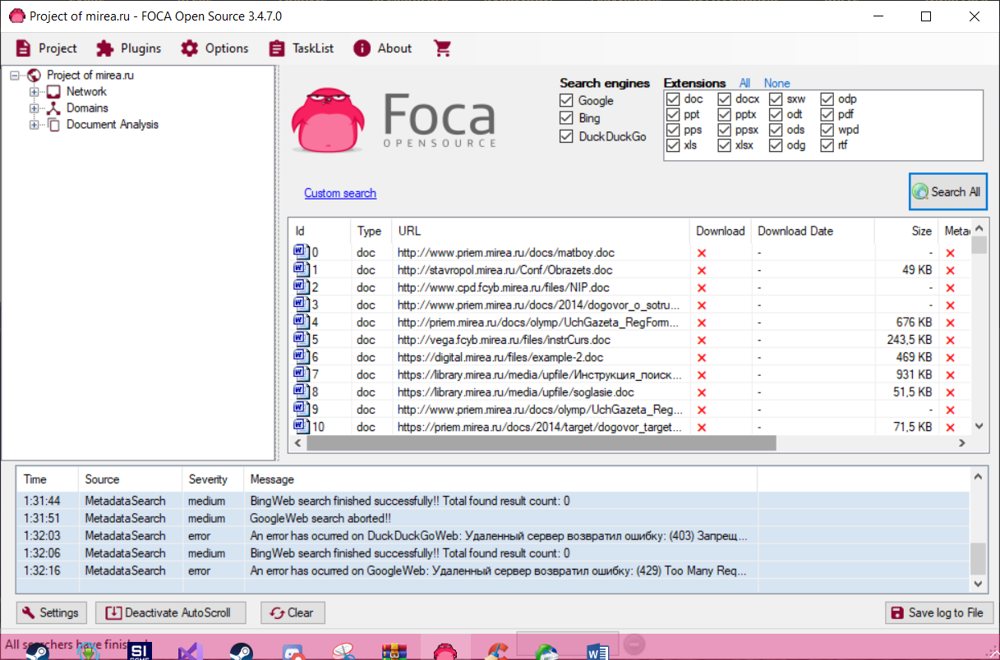 Project of mirea.ru - FOCA Open Source 3.4.7.0
Project Plugins Options TaskList About
Project of mirea.ru
Network
Domains
Document Analysis
Foca
OPENSOURCE
Search engines
Google
Bing
DuckDuckGo
Extensions All None
doc docx sxw odp
ppt pptx odt pdf
pps ppsx ods wpd
xls xlsx odg rtf
Custom search
Search All
Id Type URL Download Download Date Size Meta
0 doc http://www.priem.mirea.ru/docs/matboy.doc - -
1 doc http://stavropol.mirea.ru/Conf/Obrazets.doc - 49 KB
2 doc http://www.cpd.fcyb.mirea.ru/files/NIP.doc - -
3 doc http://www.priem.mirea.ru/docs/2014/dogovor_o_sotru... - -
4 doc http://priem.mirea.ru/docs/olymp/UchGazeta_RegForm... - 676 KB
5 doc http://vega.fcyb.mirea.ru/files/instrCurs.doc - 243,5 KB
6 doc https://digital.mirea.ru/files/example-2.doc - 469 KB
7 doc https://library.mirea.ru/media/upfile/Инструкция_поиск... - 931 KB
8 doc https://library.mirea.ru/media/upfile/soglasie.doc - 51,5 KB
9 doc http://www.priem.mirea.ru/docs/olymp/UchGazeta_Reg... - -
10 doc https://priem.mirea.ru/docs/2014/target/dogovor_target... - 71,5 KB
Time Source Severity Message
1:31:44 MetadataSearch medium BingWeb search finished successfully!! Total found result count: 0
1:31:51 MetadataSearch medium GoogleWeb search aborted!!
1:32:03 MetadataSearch error An error has ocurred on DuckDuckGoWeb: Удаленный сервер возвратил ошибку: (403) Запрещ...
1:32:06 MetadataSearch medium BingWeb search finished successfully!! Total found result count: 0
1:32:16 MetadataSearch error An error has ocurred on GoogleWeb: Удаленный сервер возвратил ошибку: (429) Too Many Req...
Settings Deactivate AutoScroll Clear Save log to File
All searchers have finished
SI
GAME